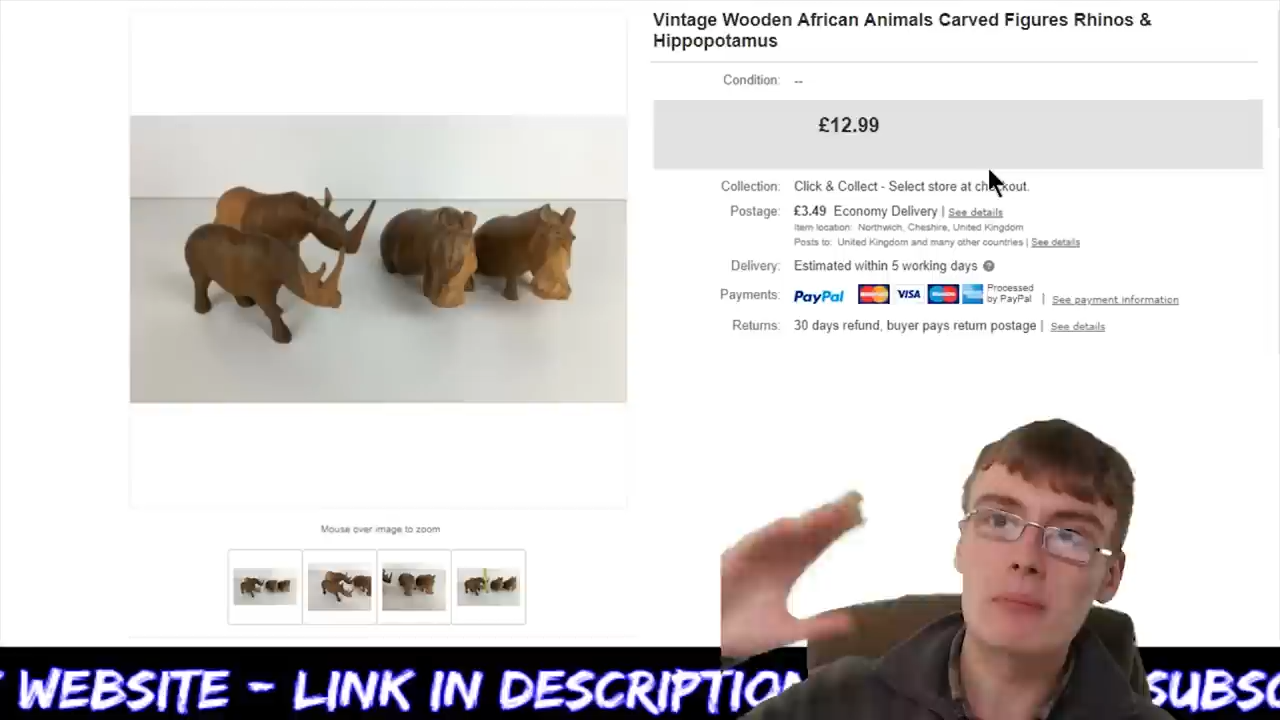 Vintage Wooden African Animals Carved Figures Rhinos &
Hippopotamus
Condition: --
£12.99
Collection: Click & Collect - Select store at checkout.
Postage: £3.49 Economy Delivery | See details
Item location: Northwich, Cheshire, United Kingdom
Posts to: United Kingdom and many other countries | See details
Delivery: Estimated within 5 working days
Payments: PayPal MasterCard VISA Maestro Processed
by PayPal | See payment information
Returns: 30 days refund, buyer pays return postage | See details
Mouse over image to zoom
WEBSITE - LINK IN DESCRIPTION SUBSC